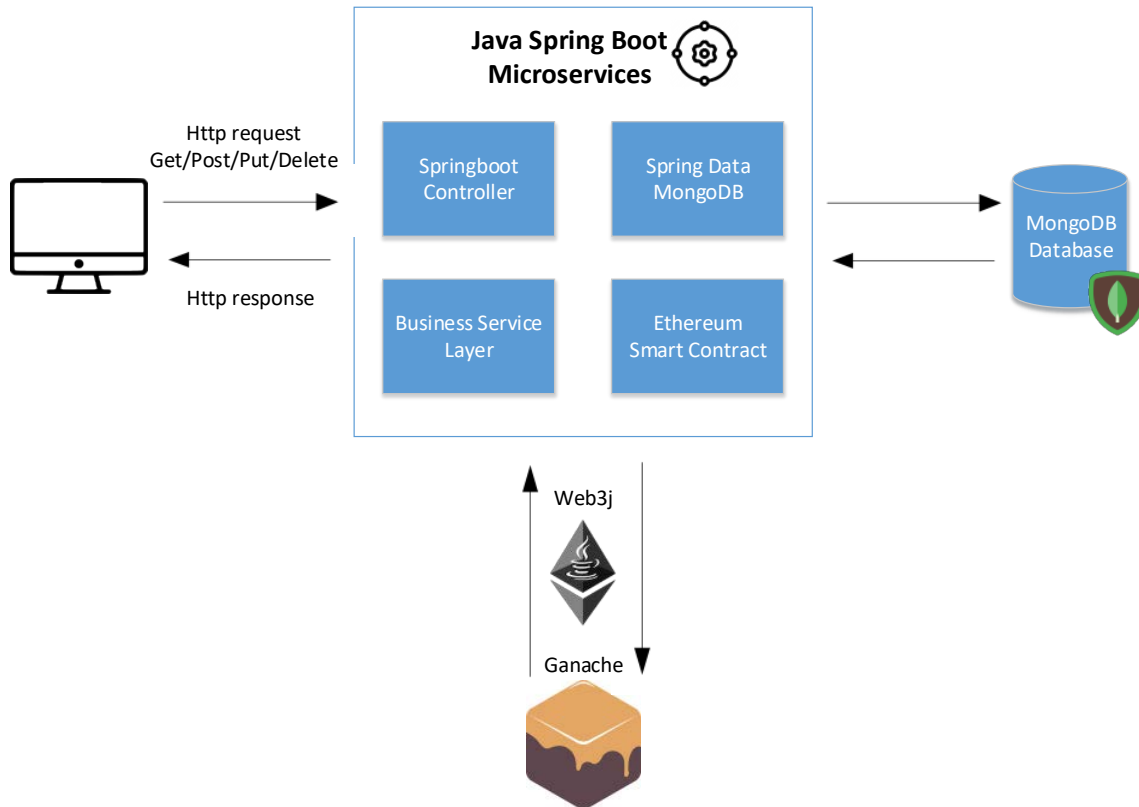 Java Spring Boot
Microservices
Http request
Get/Post/Put/Delete
Springboot
Controller
Spring Data
MongoDB
MongoDB
Database
Http response
Business Service
Layer
Ethereum
Smart Contract
Web3j
Ganache